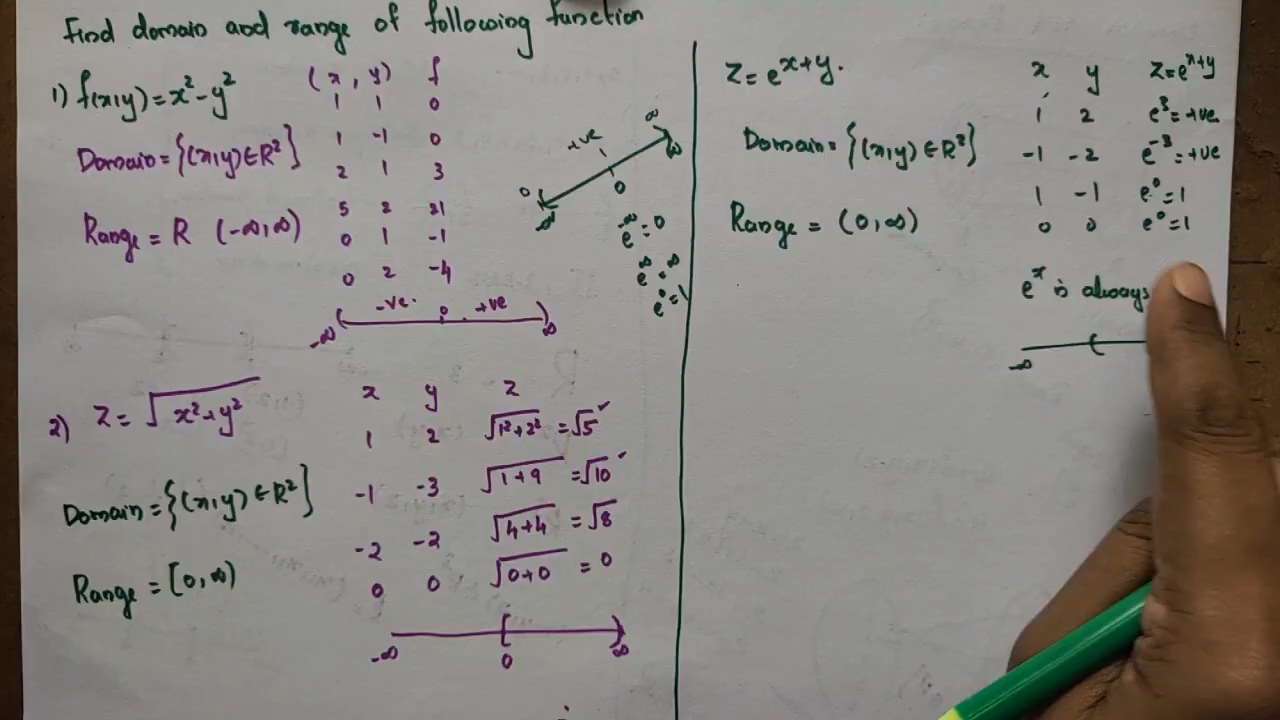 Find domain and range of following function
1) f(x,y) = x² - y²
(x, y) f
1 1 0
1 -1 0
2 1 3
5 2 21
0 1 -1
0 2 -4
Domain = {(x,y) ∈ R²}
Range = R (-∞,∞)
-ve. 0 +ve
-∞ ∞
+ve ∞
0 0
e^-∞ = 0
e^∞ = ∞
e^0 = 1
2) z = √(x²+y²)
x y z
1 2 √(1²+2²) = √5 ✓
-1 -3 √(1+9) = √10 ✓
-2 -2 √(4+4) = √8
0 0 √(0+0) = 0
Domain = {(x,y) ∈ R²}
Range = [0,∞)
-∞ 0 ∞
z = e^x+y.
x y z = e^x+y
1 2 e³ = +ve
-1 -2 e^-3 = +ve
1 -1 e^0 = 1
0 0 e^0 = 1
Domain = {(x,y) ∈ R²}
Range = (0,∞)
e^x is always
-∞